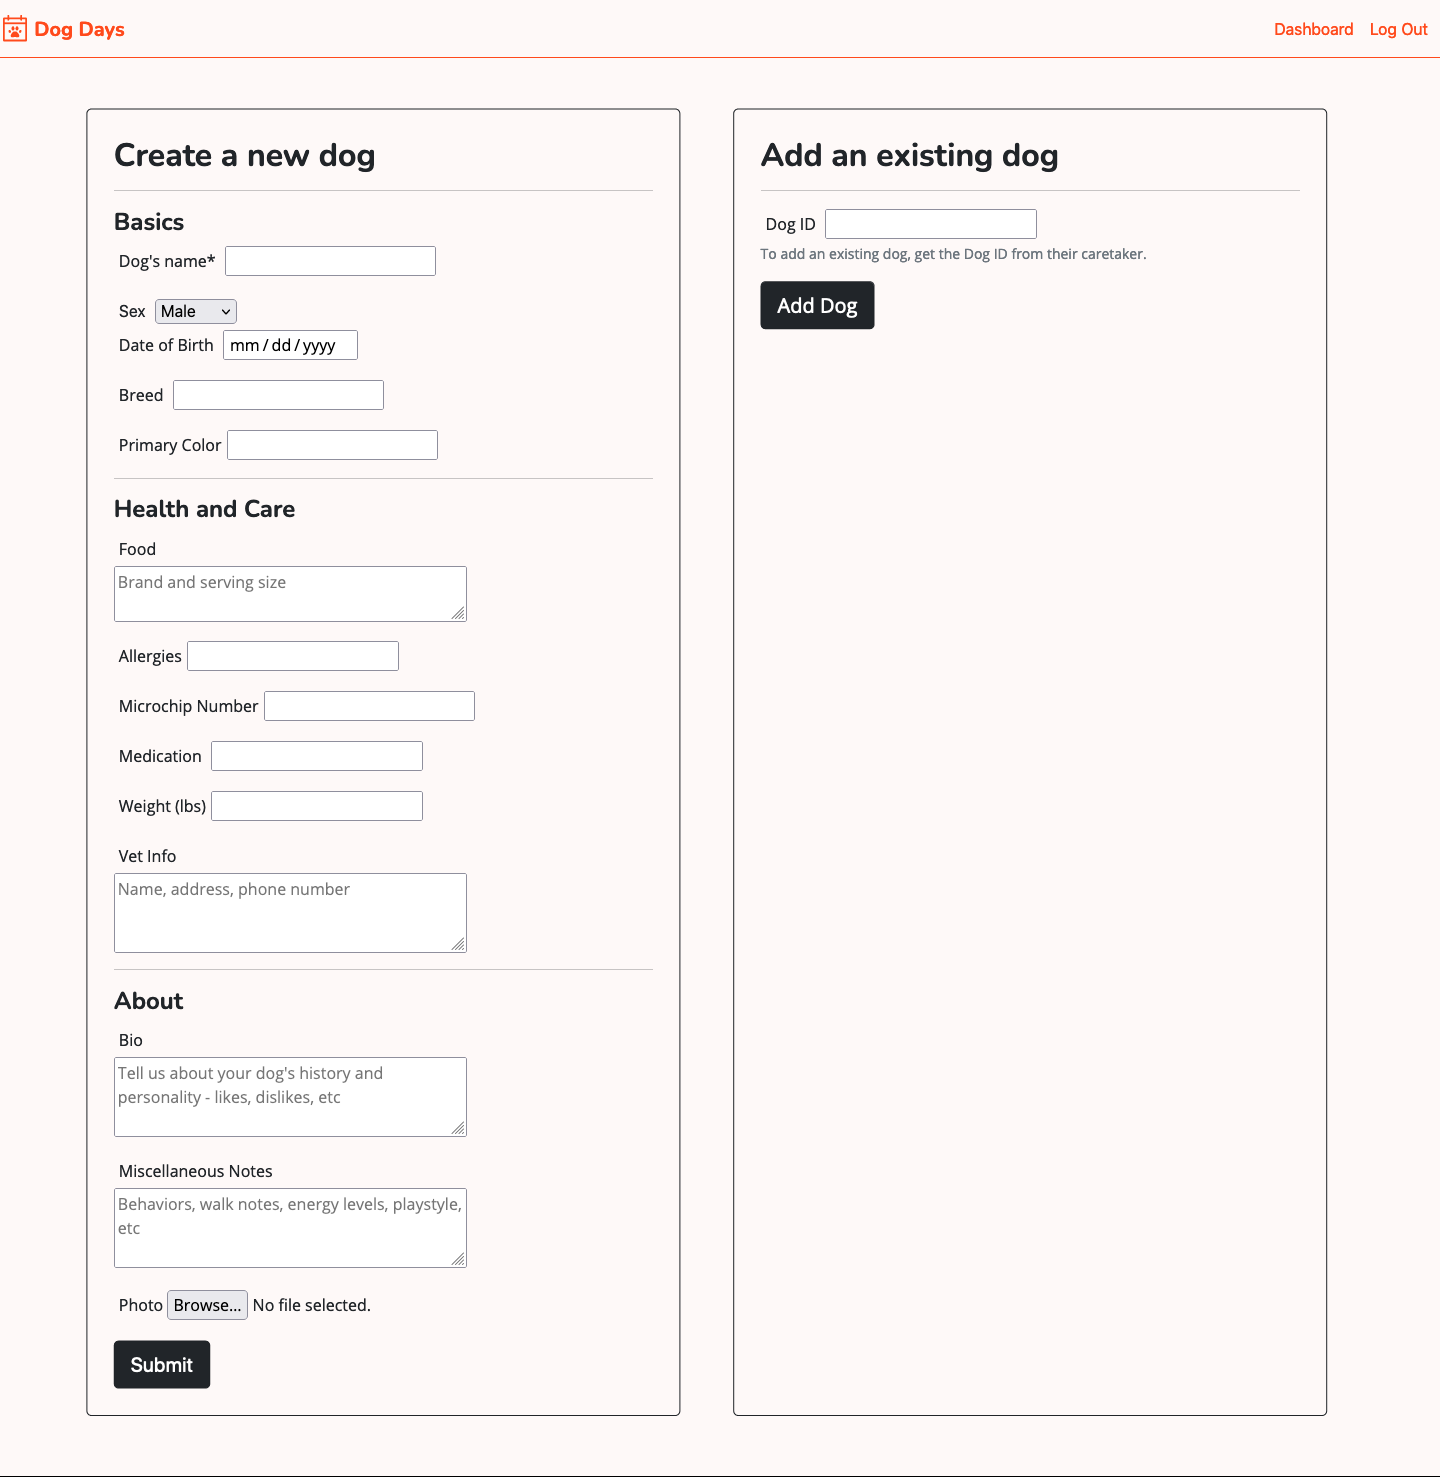 Dog Days
Dashboard Log Out
Create a new dog
Basics
Dog's name*
Sex Male
Date of Birth mm / dd / yyyy
Breed
Primary Color
Health and Care
Food
Brand and serving size
Allergies
Microchip Number
Medication
Weight (lbs)
Vet Info
Name, address, phone number
About
Bio
Tell us about your dog's history and
personality - likes, dislikes, etc
Miscellaneous Notes
Behaviors, walk notes, energy levels, playstyle,
etc
Photo Browse... No file selected.
Submit
Add an existing dog
Dog ID
To add an existing dog, get the Dog ID from their caretaker.
Add Dog